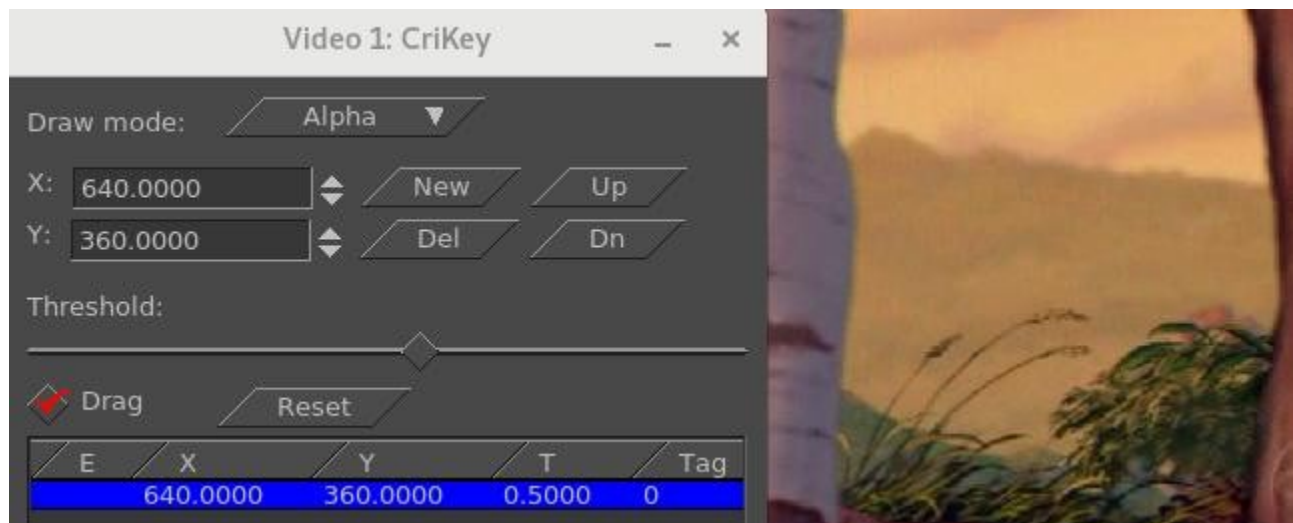 Video 1: CriKey
Draw mode: Alpha
X: 640.0000 New Up
Y: 360.0000 Del Dn
Threshold:
Drag Reset
E X Y T Tag
640.0000 360.0000 0.5000 0